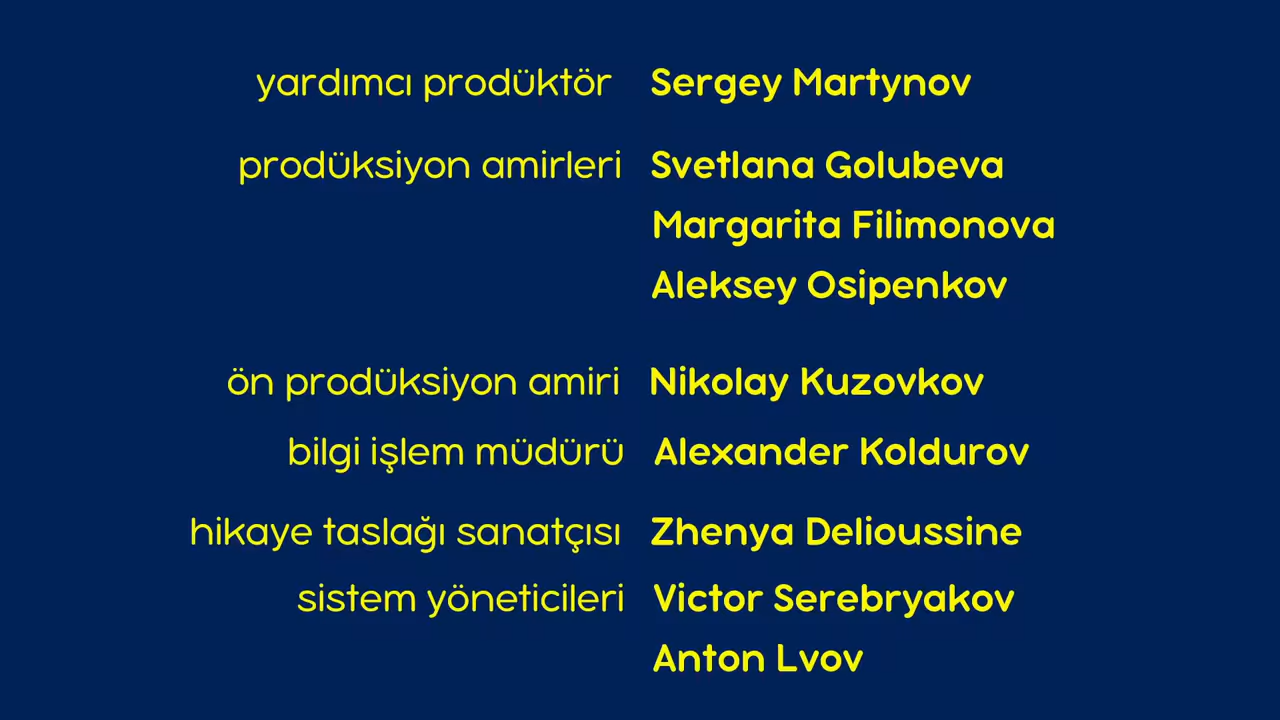 yardımcı prodüktör Sergey Martynov
prodüksiyon amirleri Svetlana Golubeva
Margarita Filimonova
Aleksey Osipenkov
ön prodüksiyon amiri Nikolay Kuzovkov
bilgi işlem müdürü Alexander Koldurov
hikaye taslağı sanatçısı Zhenya Delioussine
sistem yöneticileri Victor Serebryakov
Anton Lvov